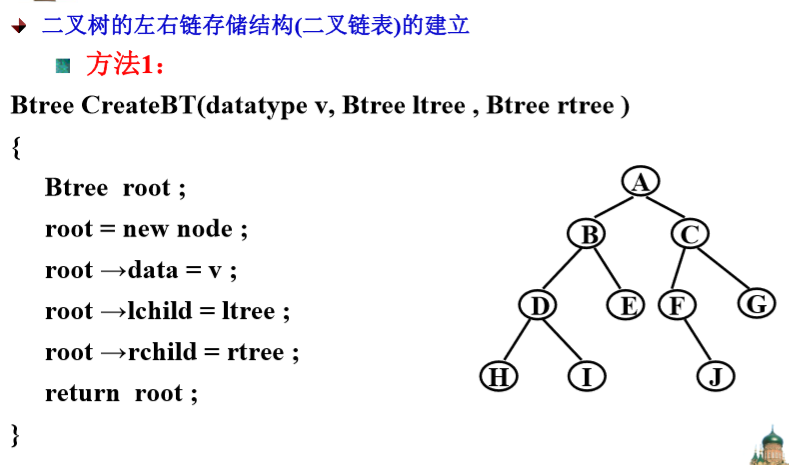 二叉树的左右链存储结构(二叉链表)的建立
方法1：
Btree CreateBT(datatype v, Btree ltree , Btree rtree )
{
Btree root ;
root = new node ;
root →data = v ;
root →lchild = ltree ;
root →rchild = rtree ;
return root ;
}
A
B C
D E F G
H I J